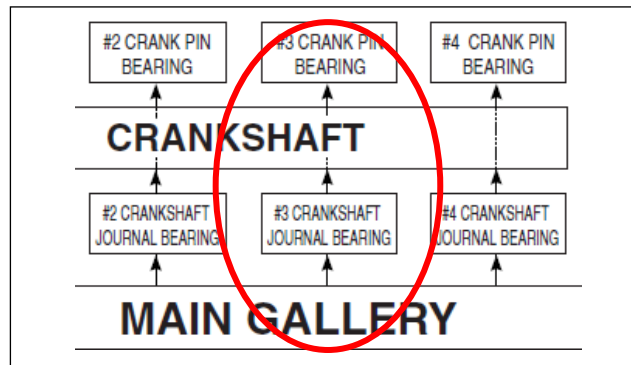 #2 CRANK PIN BEARING
#3 CRANK PIN BEARING
#4 CRANK PIN BEARING
CRANKSHAFT
#2 CRANKSHAFT JOURNAL BEARING
#3 CRANKSHAFT JOURNAL BEARING
#4 CRANKSHAFT JOURNAL BEARING
MAIN GALLERY